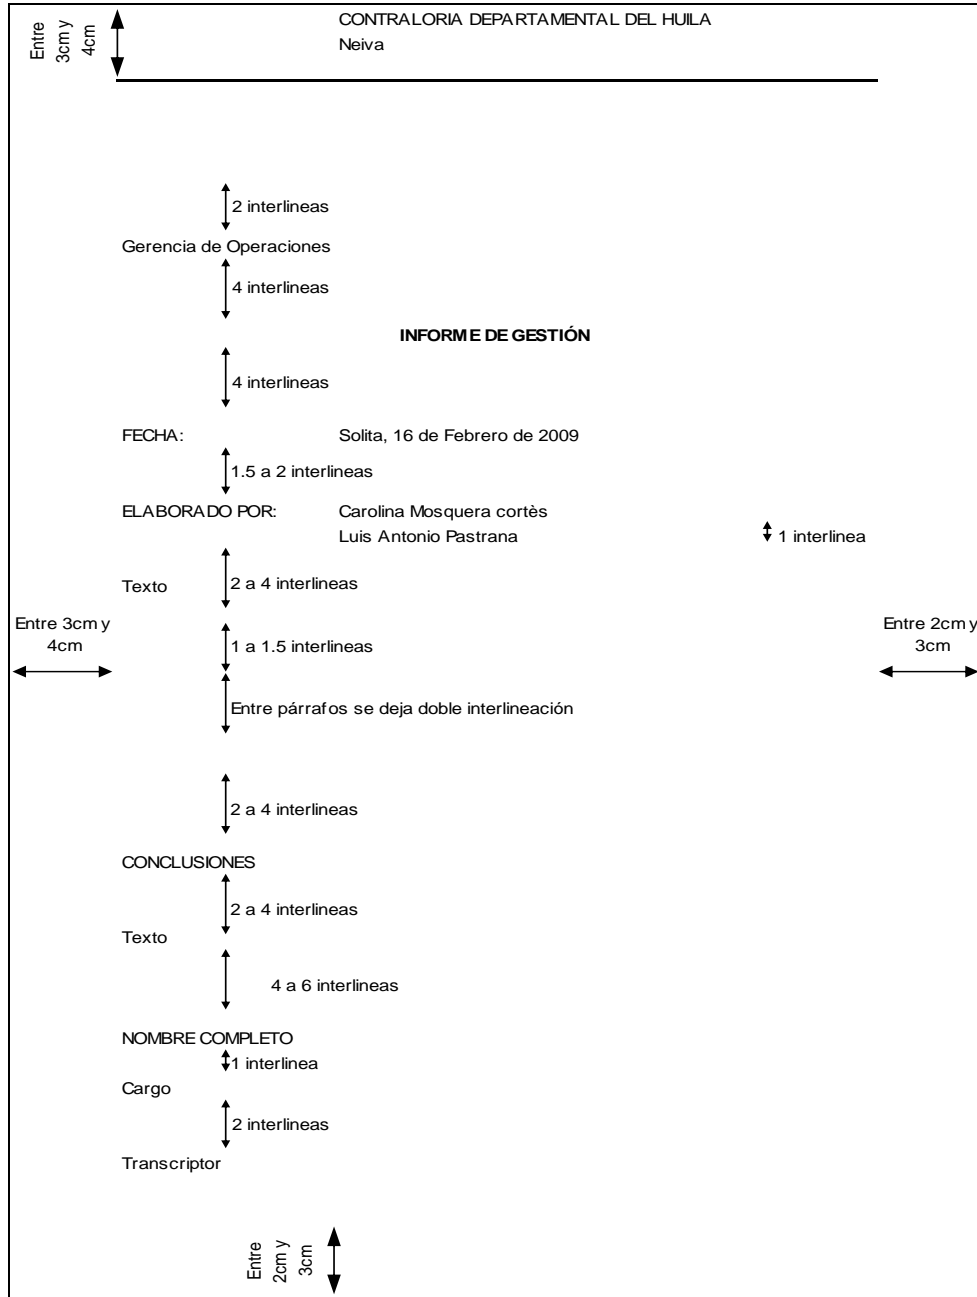 Entre
3cm y
4cm
CONTRALORIA DEPARTAMENTAL DEL HUILA
Neiva
2 interlineas
Gerencia de Operaciones
4 interlineas
INFORME DE GESTIÓN
4 interlineas
FECHA: Solita, 16 de Febrero de 2009
1.5 a 2 interlineas
ELABORADO POR: Carolina Mosquera cortès
Luis Antonio Pastrana 1 interlinea
Texto 2 a 4 interlineas
Entre 3cm y
4cm
1 a 1.5 interlineas
Entre 2cm y
3cm
Entre párrafos se deja doble interlineación
2 a 4 interlineas
CONCLUSIONES
2 a 4 interlineas
Texto
4 a 6 interlineas
NOMBRE COMPLETO
1 interlinea
Cargo
2 interlineas
Transcriptor
Entre
2cm y
3cm